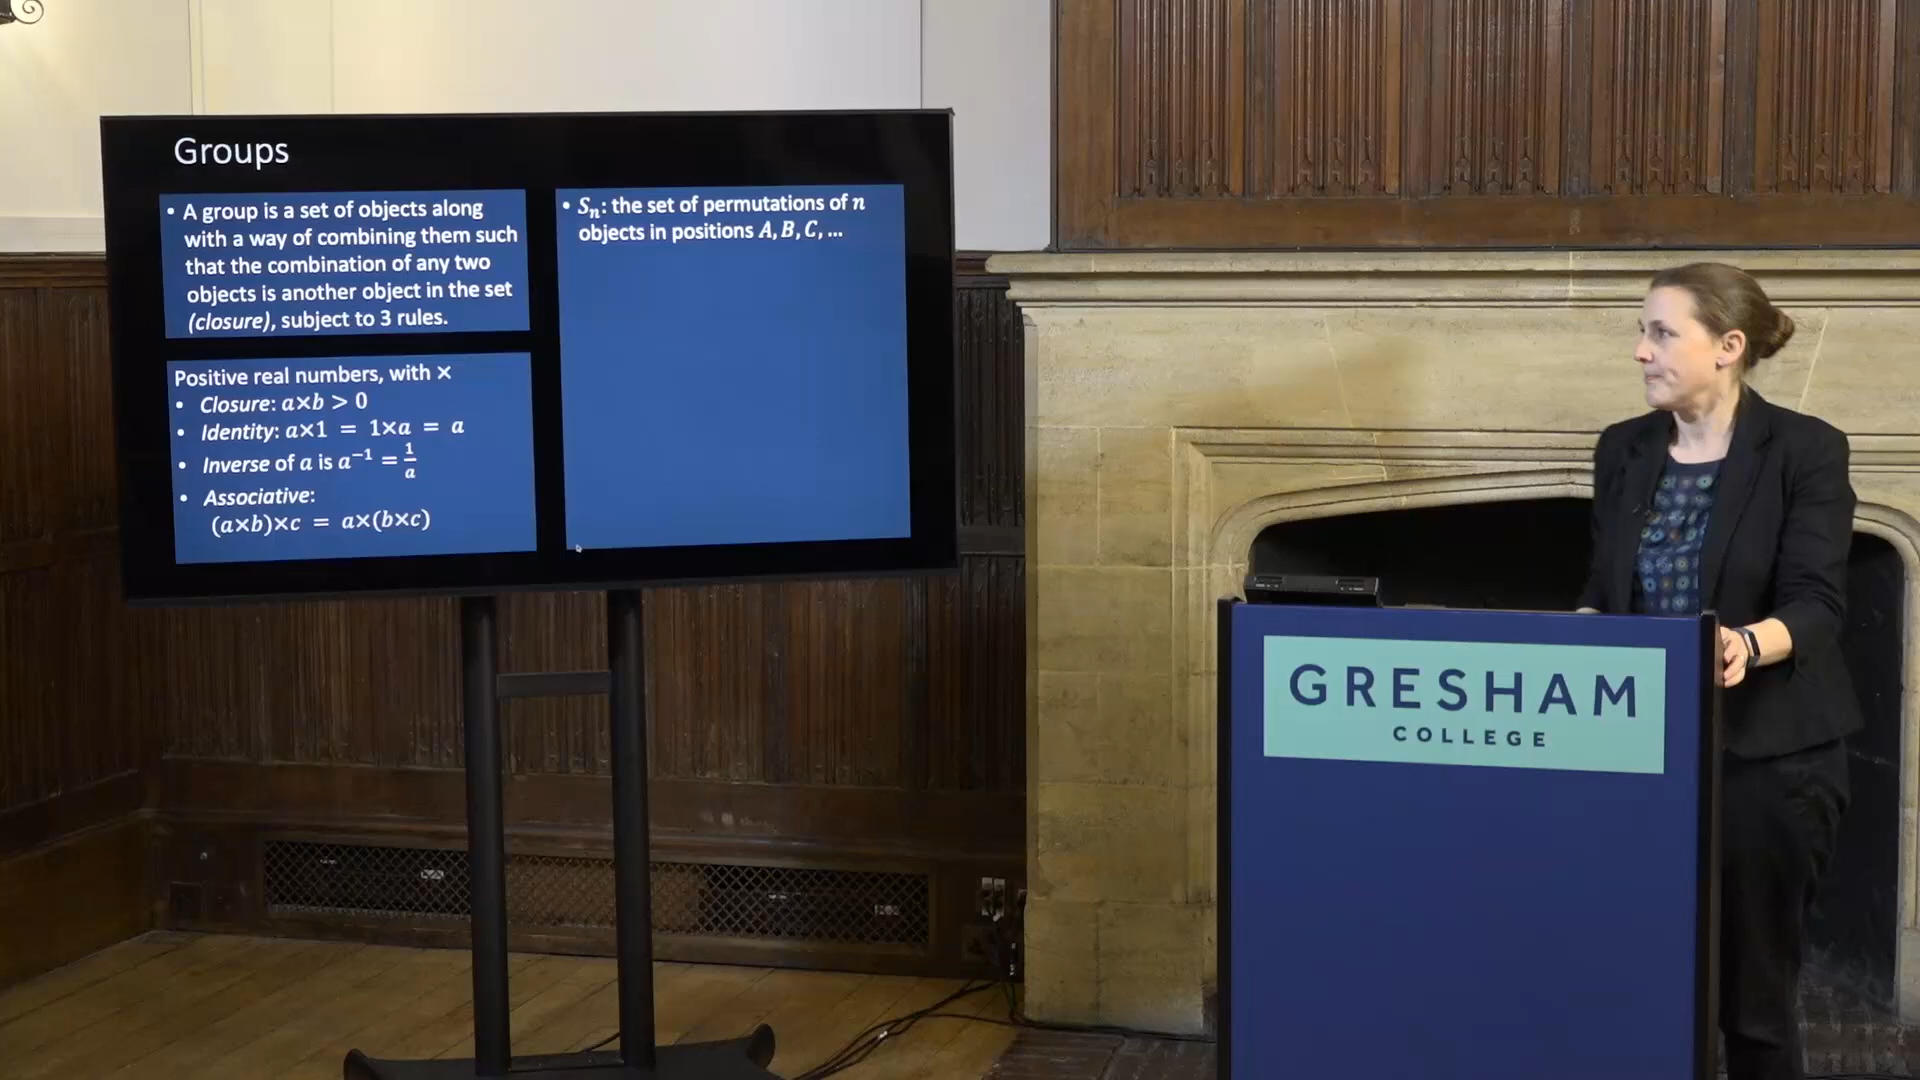 Groups
• A group is a set of objects along
with a way of combining them such
that the combination of any two
objects is another object in the set
(closure), subject to 3 rules.
Positive real numbers, with ×
• Closure: a×b > 0
• Identity: a×1 = 1×a = a
• Inverse of a is a⁻¹ = 1/a
• Associative:
(a×b)×c = a×(b×c)
• Sₙ: the set of permutations of n
objects in positions A, B, C, ...
GRESHAM
COLLEGE